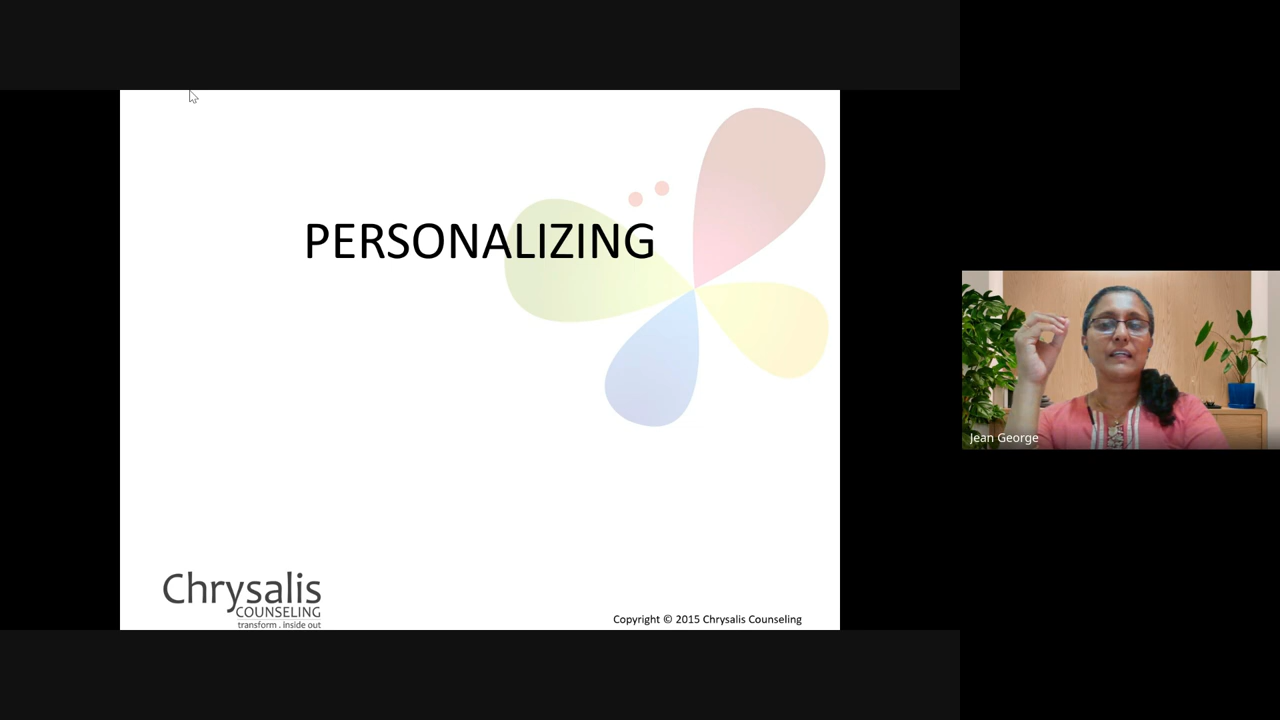 PERSONALIZING
Chrysalis
COUNSELING
transform . inside out
Copyright © 2015 Chrysalis Counseling
Jean George